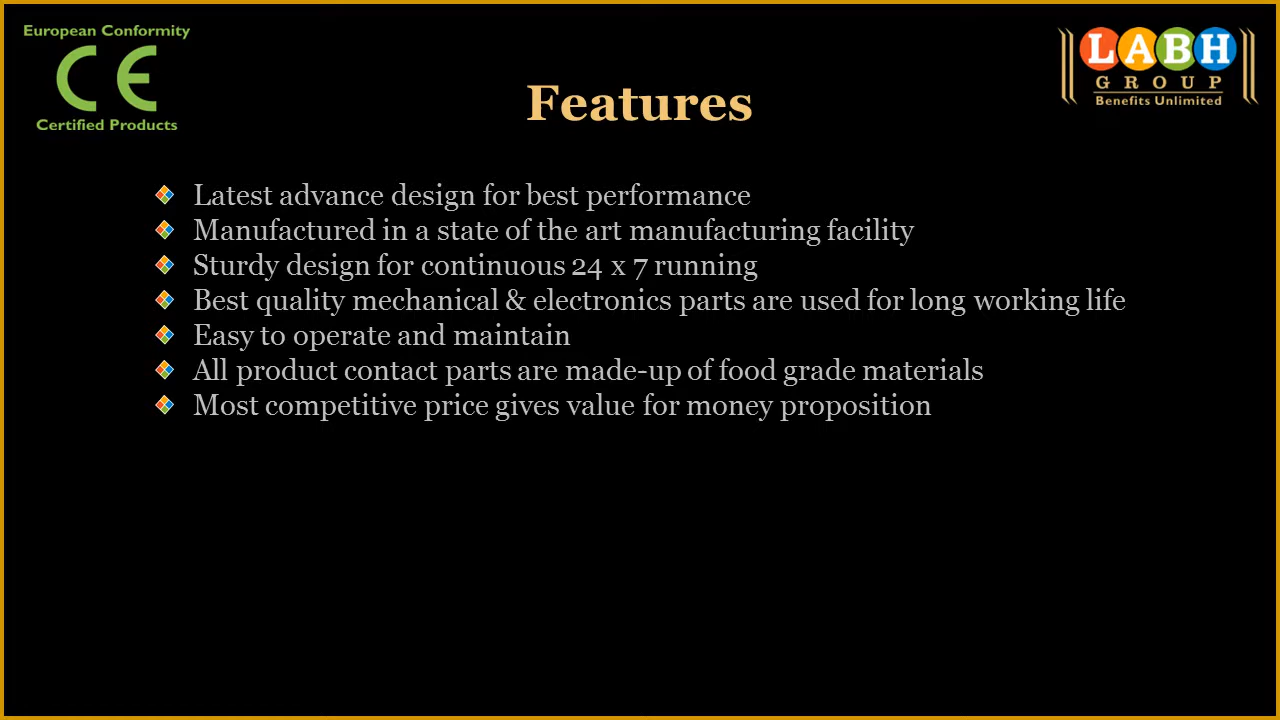 European Conformity
CE
Certified Products
LABH
GROUP
Benefits Unlimited
Features
Latest advance design for best performance
Manufactured in a state of the art manufacturing facility
Sturdy design for continuous 24 x 7 running
Best quality mechanical & electronics parts are used for long working life
Easy to operate and maintain
All product contact parts are made-up of food grade materials
Most competitive price gives value for money proposition